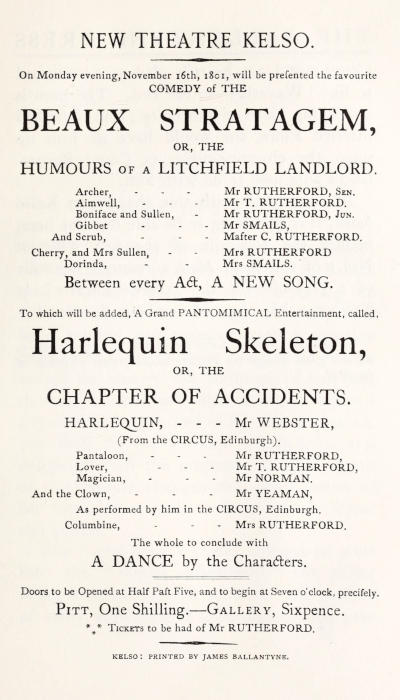 NEW THEATRE KELSO.
On Monday evening, November 16th, 1801, will be preſented the favourite
COMEDY of THE
BEAUX STRATAGEM,
OR, THE
HUMOURS OF A LITCHFIELD LANDLORD.
Archer, - - - Mr RUTHERFORD, Sen.
Aimwell, - - - Mr T. RUTHERFORD.
Boniface and Sullen, - Mr RUTHERFORD, Jun.
Gibbet - - - Mr SMAILS,
And Scrub, - - - Maſter C. RUTHERFORD.
Cherry, and Mrs Sullen, - - Mrs RUTHERFORD
Dorinda, - - Mrs SMAILS.
Between every Act, A NEW SONG.
To which will be added, A Grand PANTOMIMICAL Entertainment, called,
Harlequin Skeleton,
OR, THE
CHAPTER OF ACCIDENTS.
HARLEQUIN, - - - Mr WEBSTER,
(From the CIRCUS, Edinburgh).
Pantaloon, - - - Mr RUTHERFORD,
Lover, - - - Mr T. RUTHERFORD,
Magician, - - - Mr NORMAN.
And the Clown, - - - Mr YEAMAN,
As performed by him in the CIRCUS, Edinburgh.
Columbine, - - - Mrs RUTHERFORD.
The whole to conclude with
A DANCE by the Characters.
Doors to be Opened at Half Paſt Five, and to begin at Seven o'clock, preciſely.
Pitt, One Shilling.—Gallery, Sixpence.
*⁎* Tickets to be had of Mr RUTHERFORD.
KELSO: PRINTED BY JAMES BALLANTYNE.